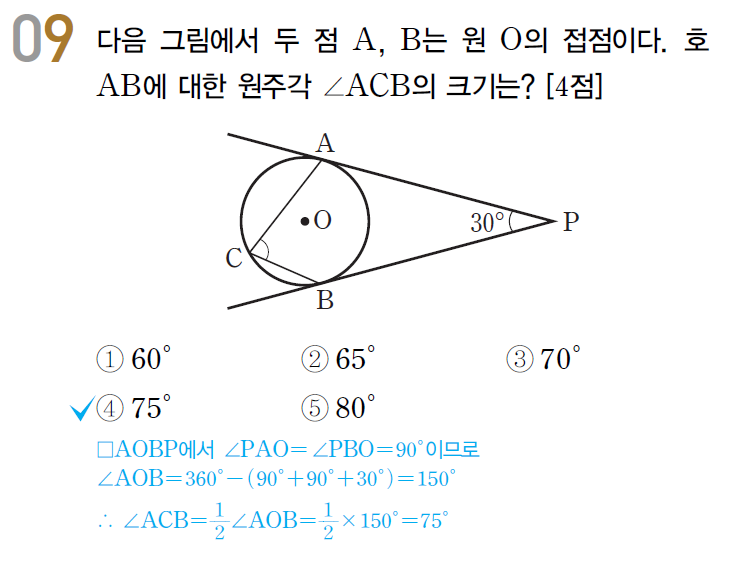 09 다음 그림에서 두 점 A, B는 원 O의 접점이다. 호
AB에 대한 원주각 ∠ACB의 크기는? [4점]
A
O
30°
P
C
B
① 60° ② 65° ③ 70°
④ 75° ⑤ 80°
□AOBP에서 ∠PAO=∠PBO=90°이므로
∠AOB=360°-(90°+90°+30°)=150°
∴ ∠ACB=1/2∠AOB=1/2×150°=75°